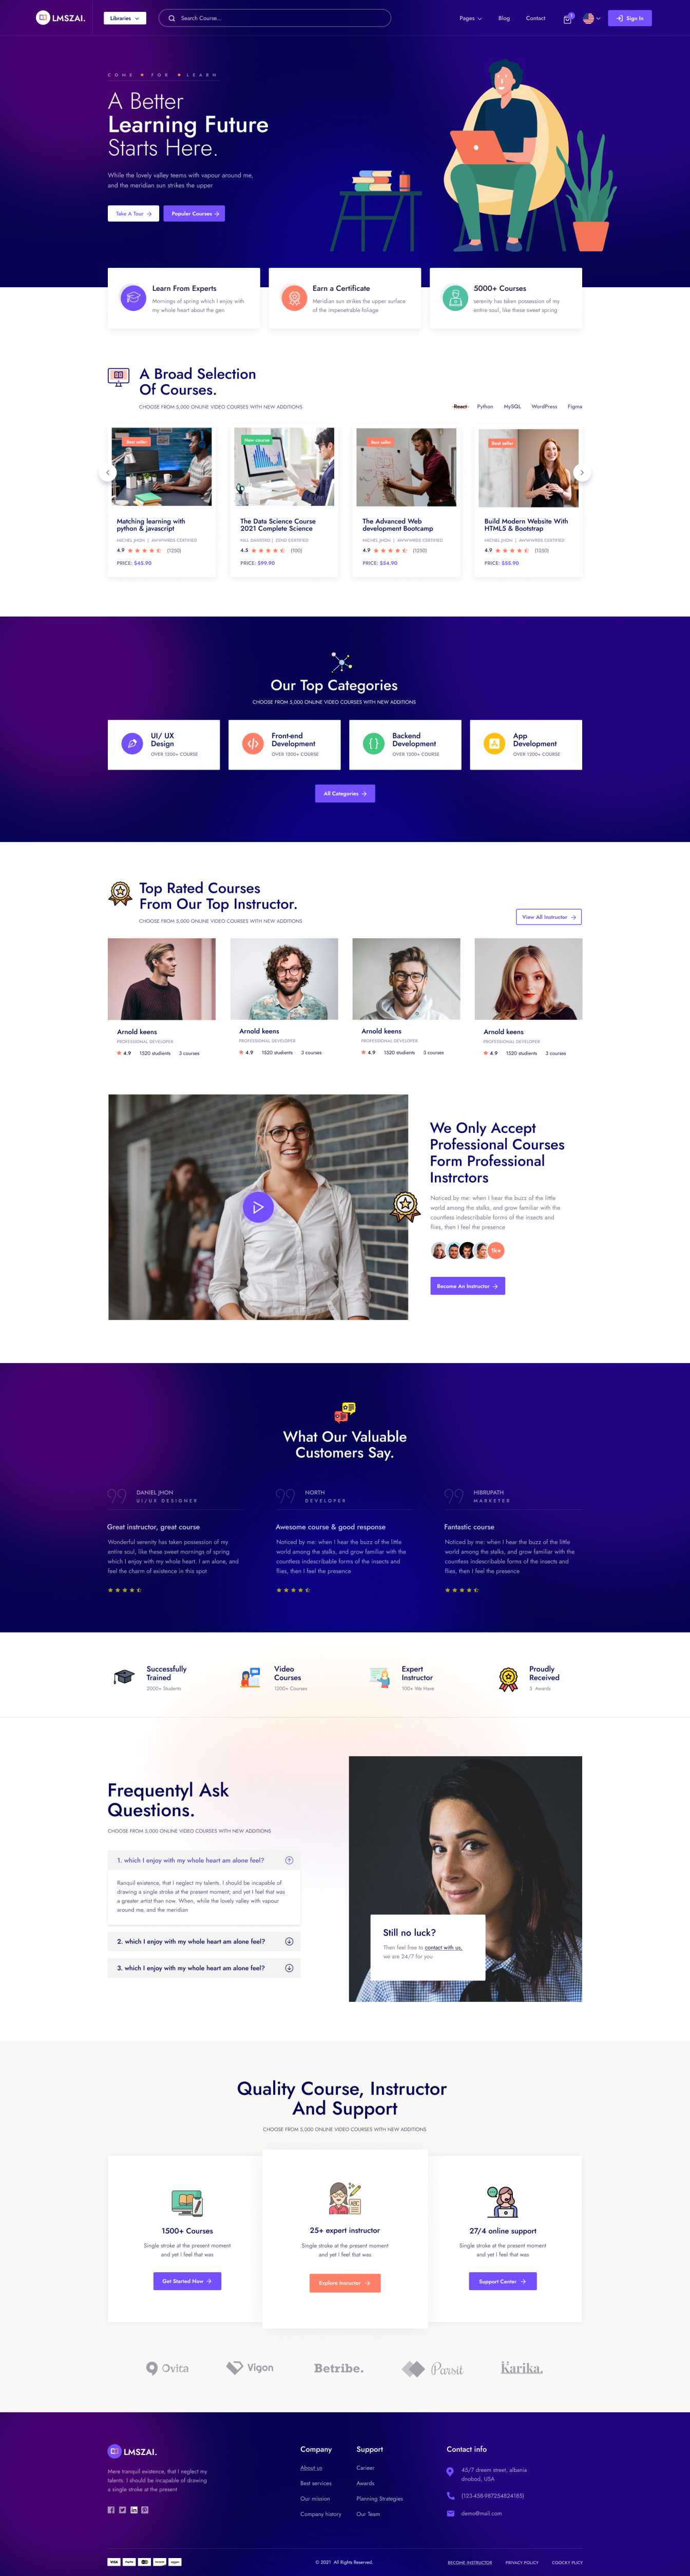 LMSZAI.
Libraries
Search Course...
Pages
Blog
Contact
Sign In
COME FOR LEARN
A Better
Learning Future
Starts Here.
While the lovely valley teems with vapour around me,
and the meridian sun strikes the upper
Take A Tour
Populer Courses
Learn From Experts
Mornings of spring which I enjoy with
my whole heart about the gen
Earn a Certificate
Meridian sun strikes the upper surface
of the impenetrable foliage
5000+ Courses
serenity has taken possession of my
entire soul, like these sweet spring
A Broad Selection
Of Courses.
CHOOSE FROM 5,000 ONLINE VIDEO COURSES WITH NEW ADDITIONS
React
Python
MySQL
WordPress
Figma
Best seller
New course
Best seller
Best seller
Matching learning with
python & javascript
MICHEL JHON | AWWWRDS CERTIFIED
4.9 (1250)
PRICE: $45.90
The Data Science Course
2021 Complete Science
4.5 (100)
PRICE: $99.90
The Advanced Web
development Bootcamp
MICHEL JHON | AWWWRDS CERTIFIED
4.9 (1250)
PRICE: $54.90
Build Modern Website With
HTML5 & Bootstrap
MICHEL JHON | AWWWRDS CERTIFIED
4.9 (1250)
PRICE: $55.90
Our Top Categories
CHOOSE FROM 5,000 ONLINE VIDEO COURSES WITH NEW ADDITIONS
UI/ UX
Design
OVER 1200+ COURSE
Front-end
Development
OVER 1200+ COURSE
Backend
Development
OVER 1200+ COURSE
App
Development
OVER 1200+ COURSE
All Categories
Top Rated Courses
From Our Top Instructor.
CHOOSE FROM 5,000 ONLINE VIDEO COURSES WITH NEW ADDITIONS
View All Instructor
Arnold keens
PROFESSIONAL DEVELOPER
4.9 1520 studients 3 courses
Arnold keens
PROFESSIONAL DEVELOPER
4.9 1520 studients 3 courses
Arnold keens
PROFESSIONAL DEVELOPER
4.9 1520 studients 3 courses
Arnold keens
PROFESSIONAL DEVELOPER
4.9 1520 studients 3 courses
We Only Accept
Professional Courses
Form Professional
Instrctors
Noticed by me: when I hear the buzz of the little
world among the stalks, and grow familiar with the
countless indescribable forms of the insects and
flies, then I feel the presence
1k+
Become An Instructor
What Our Valuable
Customers Say.
DANIEL JHON
UI/UX DESIGNER
Great instructor, great course
Wonderful serenity has taken possession of my
entire soul, like these sweet mornings of spring
which I enjoy with my whole heart. I am alone, and
feel the charm of existence in this spot
NORTH
DEVELOPER
Awesome course & good response
Noticed by me: when I hear the buzz of the little
world among the stalks, and grow familiar with the
countless indescribable forms of the insects and
flies, then I feel the presence
HIBRUPATH
MARKETER
Fantastic course
Noticed by me: when I hear the buzz of the little
world among the stalks, and grow familiar with the
countless indescribable forms of the insects and
flies, then I feel the presence
Successfully
Trained
2000+ Students
Video
Courses
1200+ Courses
Expert
Instructor
100+ We Have
Proudly
Received
5 Awards
Frequentyl Ask
Questions.
CHOOSE FROM 5,000 ONLINE VIDEO COURSES WITH NEW ADDITIONS
1. which I enjoy with my whole heart am alone feel?
Ranquil existence, that I neglect my talents. I should be incapable of
drawing a single stroke at the present moment; and yet I feel that was
a greater artist than now. When, while the lovely valley with vapour
around me, and the meridian
2. which I enjoy with my whole heart am alone feel?
3. which I enjoy with my whole heart am alone feel?
Still no luck?
Then feel free to contact with us,
we are 24/7 for you
Quality Course, Instructor
And Support
CHOOSE FROM 5,000 ONLINE VIDEO COURSES WITH NEW ADDITIONS
1500+ Courses
Single stroke at the present moment
and yet I feel that was
Get Started Now
25+ expert instructor
Single stroke at the present moment
and yet I feel that was
Explore Instructor
27/4 online support
Single stroke at the present moment
and yet I feel that was
Support Center
Ovita
Vigon
Betribe.
Parsit
Karika.
LMSZAI.
Mere tranquil existence, that I neglect my
talents. I should be incapable of drawing
a single stroke at the present
Company
About us
Best services
Our mission
Company history
Support
Career
Awards
Planning Strategies
Our Team
Contact info
45/7 dreem street, albania
dnobod, USA
(123-458-987254824185)
demo@mail.com
VISA
© 2021 All Rights Reserved.
BECOME INSTRUCTOR
PRIVACY POLICY
COOCKY PLICY